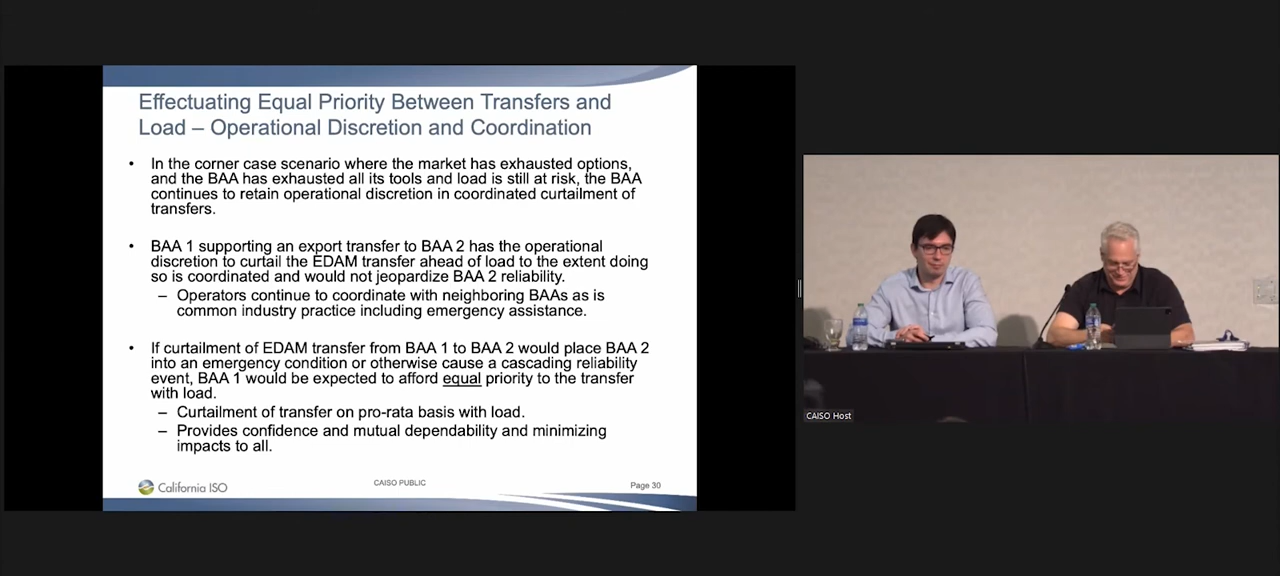 Effectuating Equal Priority Between Transfers and
Load – Operational Discretion and Coordination
• In the corner case scenario where the market has exhausted options,
and the BAA has exhausted all its tools and load is still at risk, the BAA
continues to retain operational discretion in coordinated curtailment of
transfers.
• BAA 1 supporting an export transfer to BAA 2 has the operational
discretion to curtail the EDAM transfer ahead of load to the extent doing
so is coordinated and would not jeopardize BAA 2 reliability.
– Operators continue to coordinate with neighboring BAAs as is
common industry practice including emergency assistance.
• If curtailment of EDAM transfer from BAA 1 to BAA 2 would place BAA 2
into an emergency condition or otherwise cause a cascading reliability
event, BAA 1 would be expected to afford equal priority to the transfer
with load.
– Curtailment of transfer on pro-rata basis with load.
– Provides confidence and mutual dependability and minimizing
impacts to all.
California ISO
CAISO PUBLIC
Page 30
CAISO Host